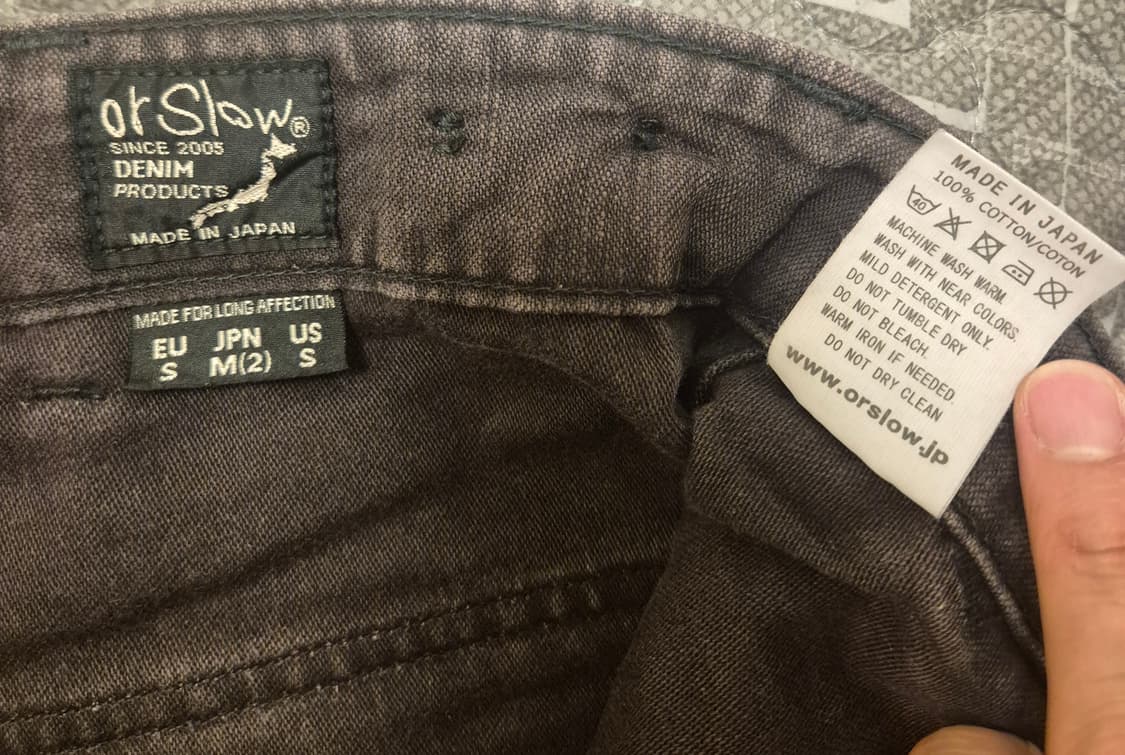 orSlow®
SINCE 2005
DENIM
PRODUCTS
MADE IN JAPAN
MADE FOR LONG AFFECTION
EU JPN US
S M(2) S
MADE IN JAPAN
100% COTTON/COTON
40
MACHINE WASH WARM.
WASH WITH NEAR COLORS.
MILD DETERGENT ONLY.
DO NOT TUMBLE DRY
DO NOT BLEACH.
WARM IRON IF NEEDED.
DO NOT DRY CLEAN
www.orslow.jp